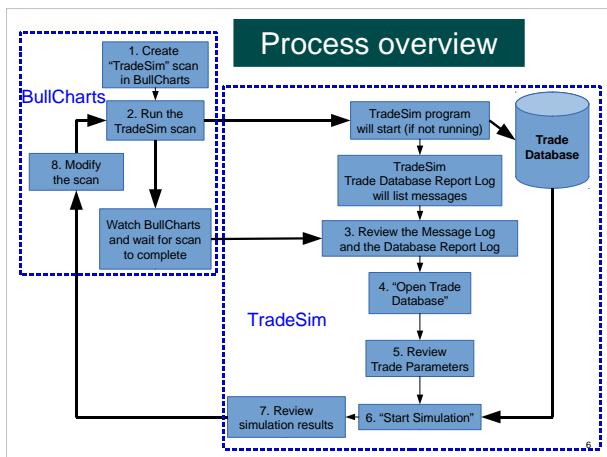 Process overview
BullCharts
1. Create
“TradeSim” scan
in BullCharts
2. Run the
TradeSim scan
8. Modify
the scan
Watch BullCharts
and wait for scan
to complete
TradeSim
TradeSim program
will start (if not running)
Trade
Database
TradeSim
Trade Database Report Log
will list messages
3. Review the Message Log
and the Database Report Log
4. “Open Trade
Database”
5. Review
Trade Parameters
6. “Start Simulation”
7. Review
simulation results
6